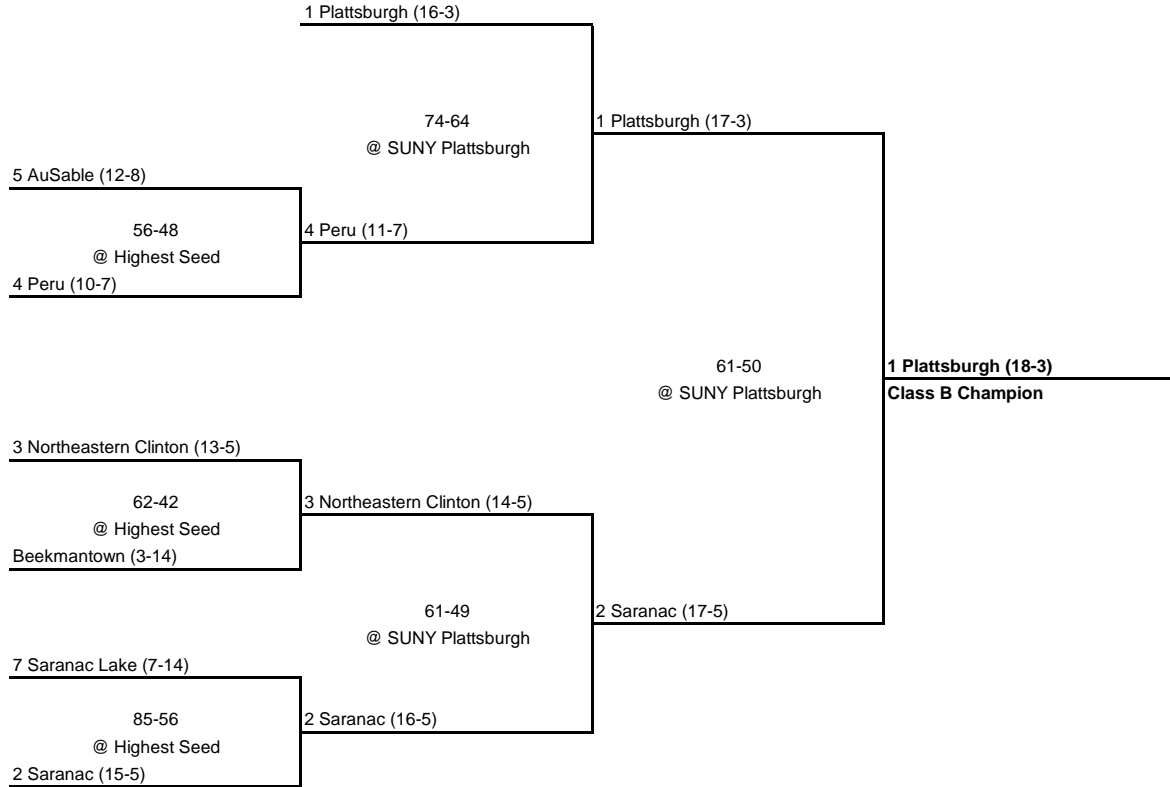 1 Plattsburgh (16-3)
74-64
@ SUNY Plattsburgh
1 Plattsburgh (17-3)
5 AuSable (12-8)
56-48
@ Highest Seed
4 Peru (11-7)
4 Peru (10-7)
61-50
@ SUNY Plattsburgh
1 Plattsburgh (18-3)
Class B Champion
3 Northeastern Clinton (13-5)
62-42
@ Highest Seed
3 Northeastern Clinton (14-5)
Beekmantown (3-14)
61-49
@ SUNY Plattsburgh
2 Saranac (17-5)
7 Saranac Lake (7-14)
85-56
@ Highest Seed
2 Saranac (16-5)
2 Saranac (15-5)